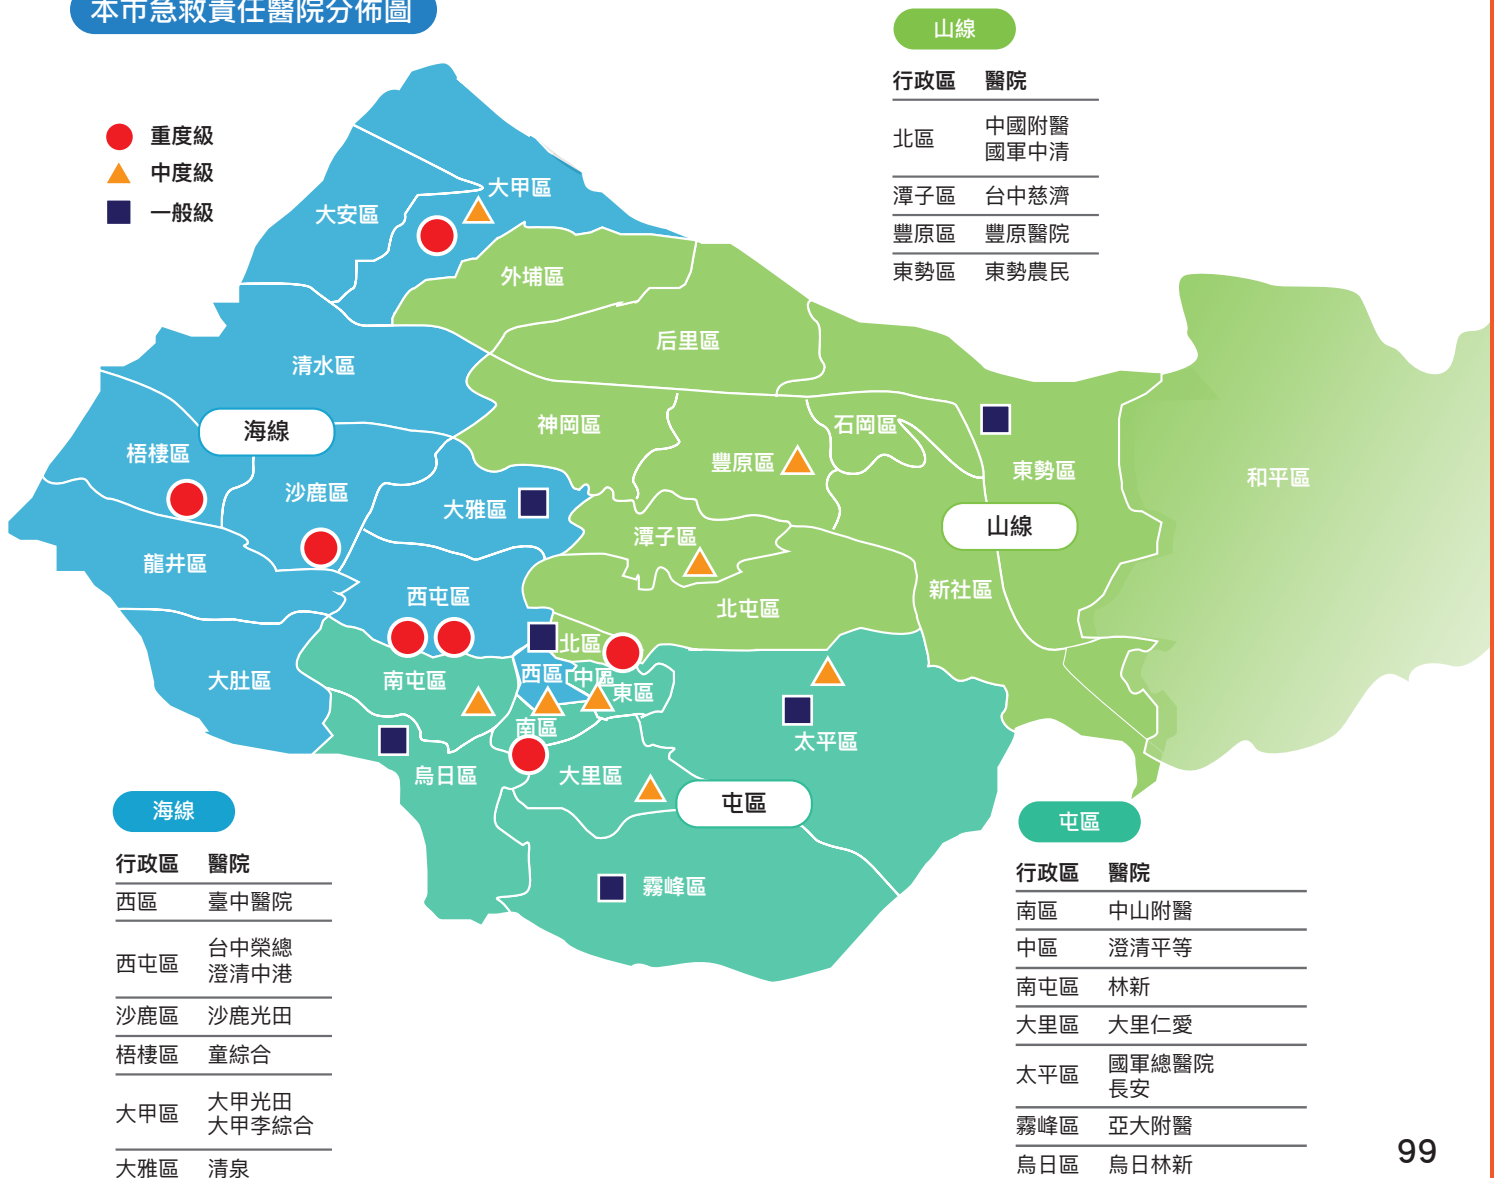 本市急救責任醫院分佈圖
重度級
中度級
一般級
山線
行政區 醫院
北區 中國附醫
國軍中清
潭子區 台中慈濟
豐原區 豐原醫院
東勢區 東勢農民
大甲區
大安區
外埔區
后里區
清水區
神岡區
石岡區
海線
梧棲區
豐原區
東勢區
和平區
沙鹿區
大雅區
山線
潭子區
龍井區
西屯區
新社區
北屯區
北區
大肚區
南屯區
西區
中區
東區
南區
太平區
烏日區
大里區
屯區
霧峰區
海線
行政區 醫院
西區 臺中醫院
西屯區 台中榮總
澄清中港
沙鹿區 沙鹿光田
梧棲區 童綜合
大甲區 大甲光田
大甲李綜合
大雅區 清泉
屯區
行政區 醫院
南區 中山附醫
中區 澄清平等
南屯區 林新
大里區 大里仁愛
太平區 國軍總醫院
長安
霧峰區 亞大附醫
烏日區 烏日林新
99